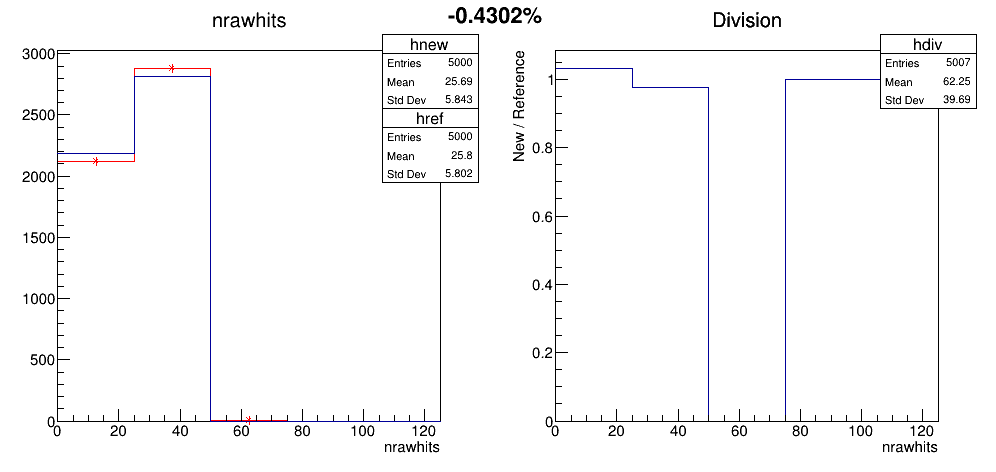 -0.4302%
nrawhits
hnew
Entries 5000
Mean 25.69
Std Dev 5.843
href
Entries 5000
Mean 25.8
Std Dev 5.802
3000
2500
2000
1500
1000
500
0
0 20 40 60 80 100 120
nrawhits
Division
hdiv
Entries 5007
Mean 62.25
Std Dev 39.69
New / Reference
1
0.8
0.6
0.4
0.2
0
0 20 40 60 80 100 120
nrawhits